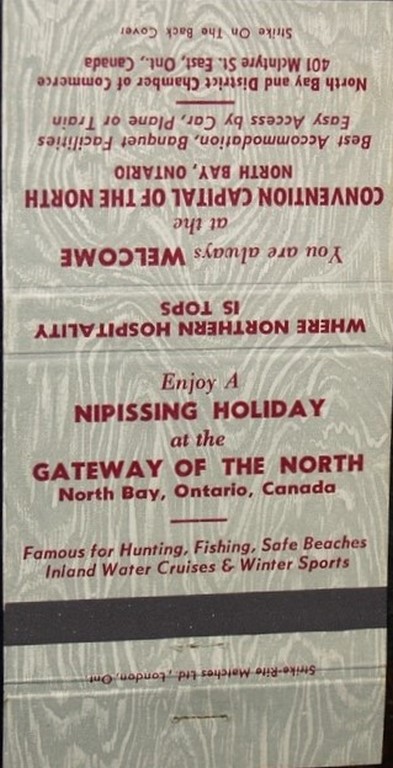 Strike On The Back Cover
401 McIntyre St. East, Ont., Canada
North Bay and District Chamber of Commerce
Easy Access by Car, Plane or Train
Best Accommodation, Banquet Facilities
NORTH BAY, ONTARIO
CONVENTION CAPITAL OF THE NORTH
at the
You are always WELCOME
IS TOPS
WHERE NORTHERN HOSPITALITY
Enjoy A
NIPISSING HOLIDAY
at the
GATEWAY OF THE NORTH
North Bay, Ontario, Canada
Famous for Hunting, Fishing, Safe Beaches
Inland Water Cruises & Winter Sports
Strike-Rite Matches Ltd., London, Ont.